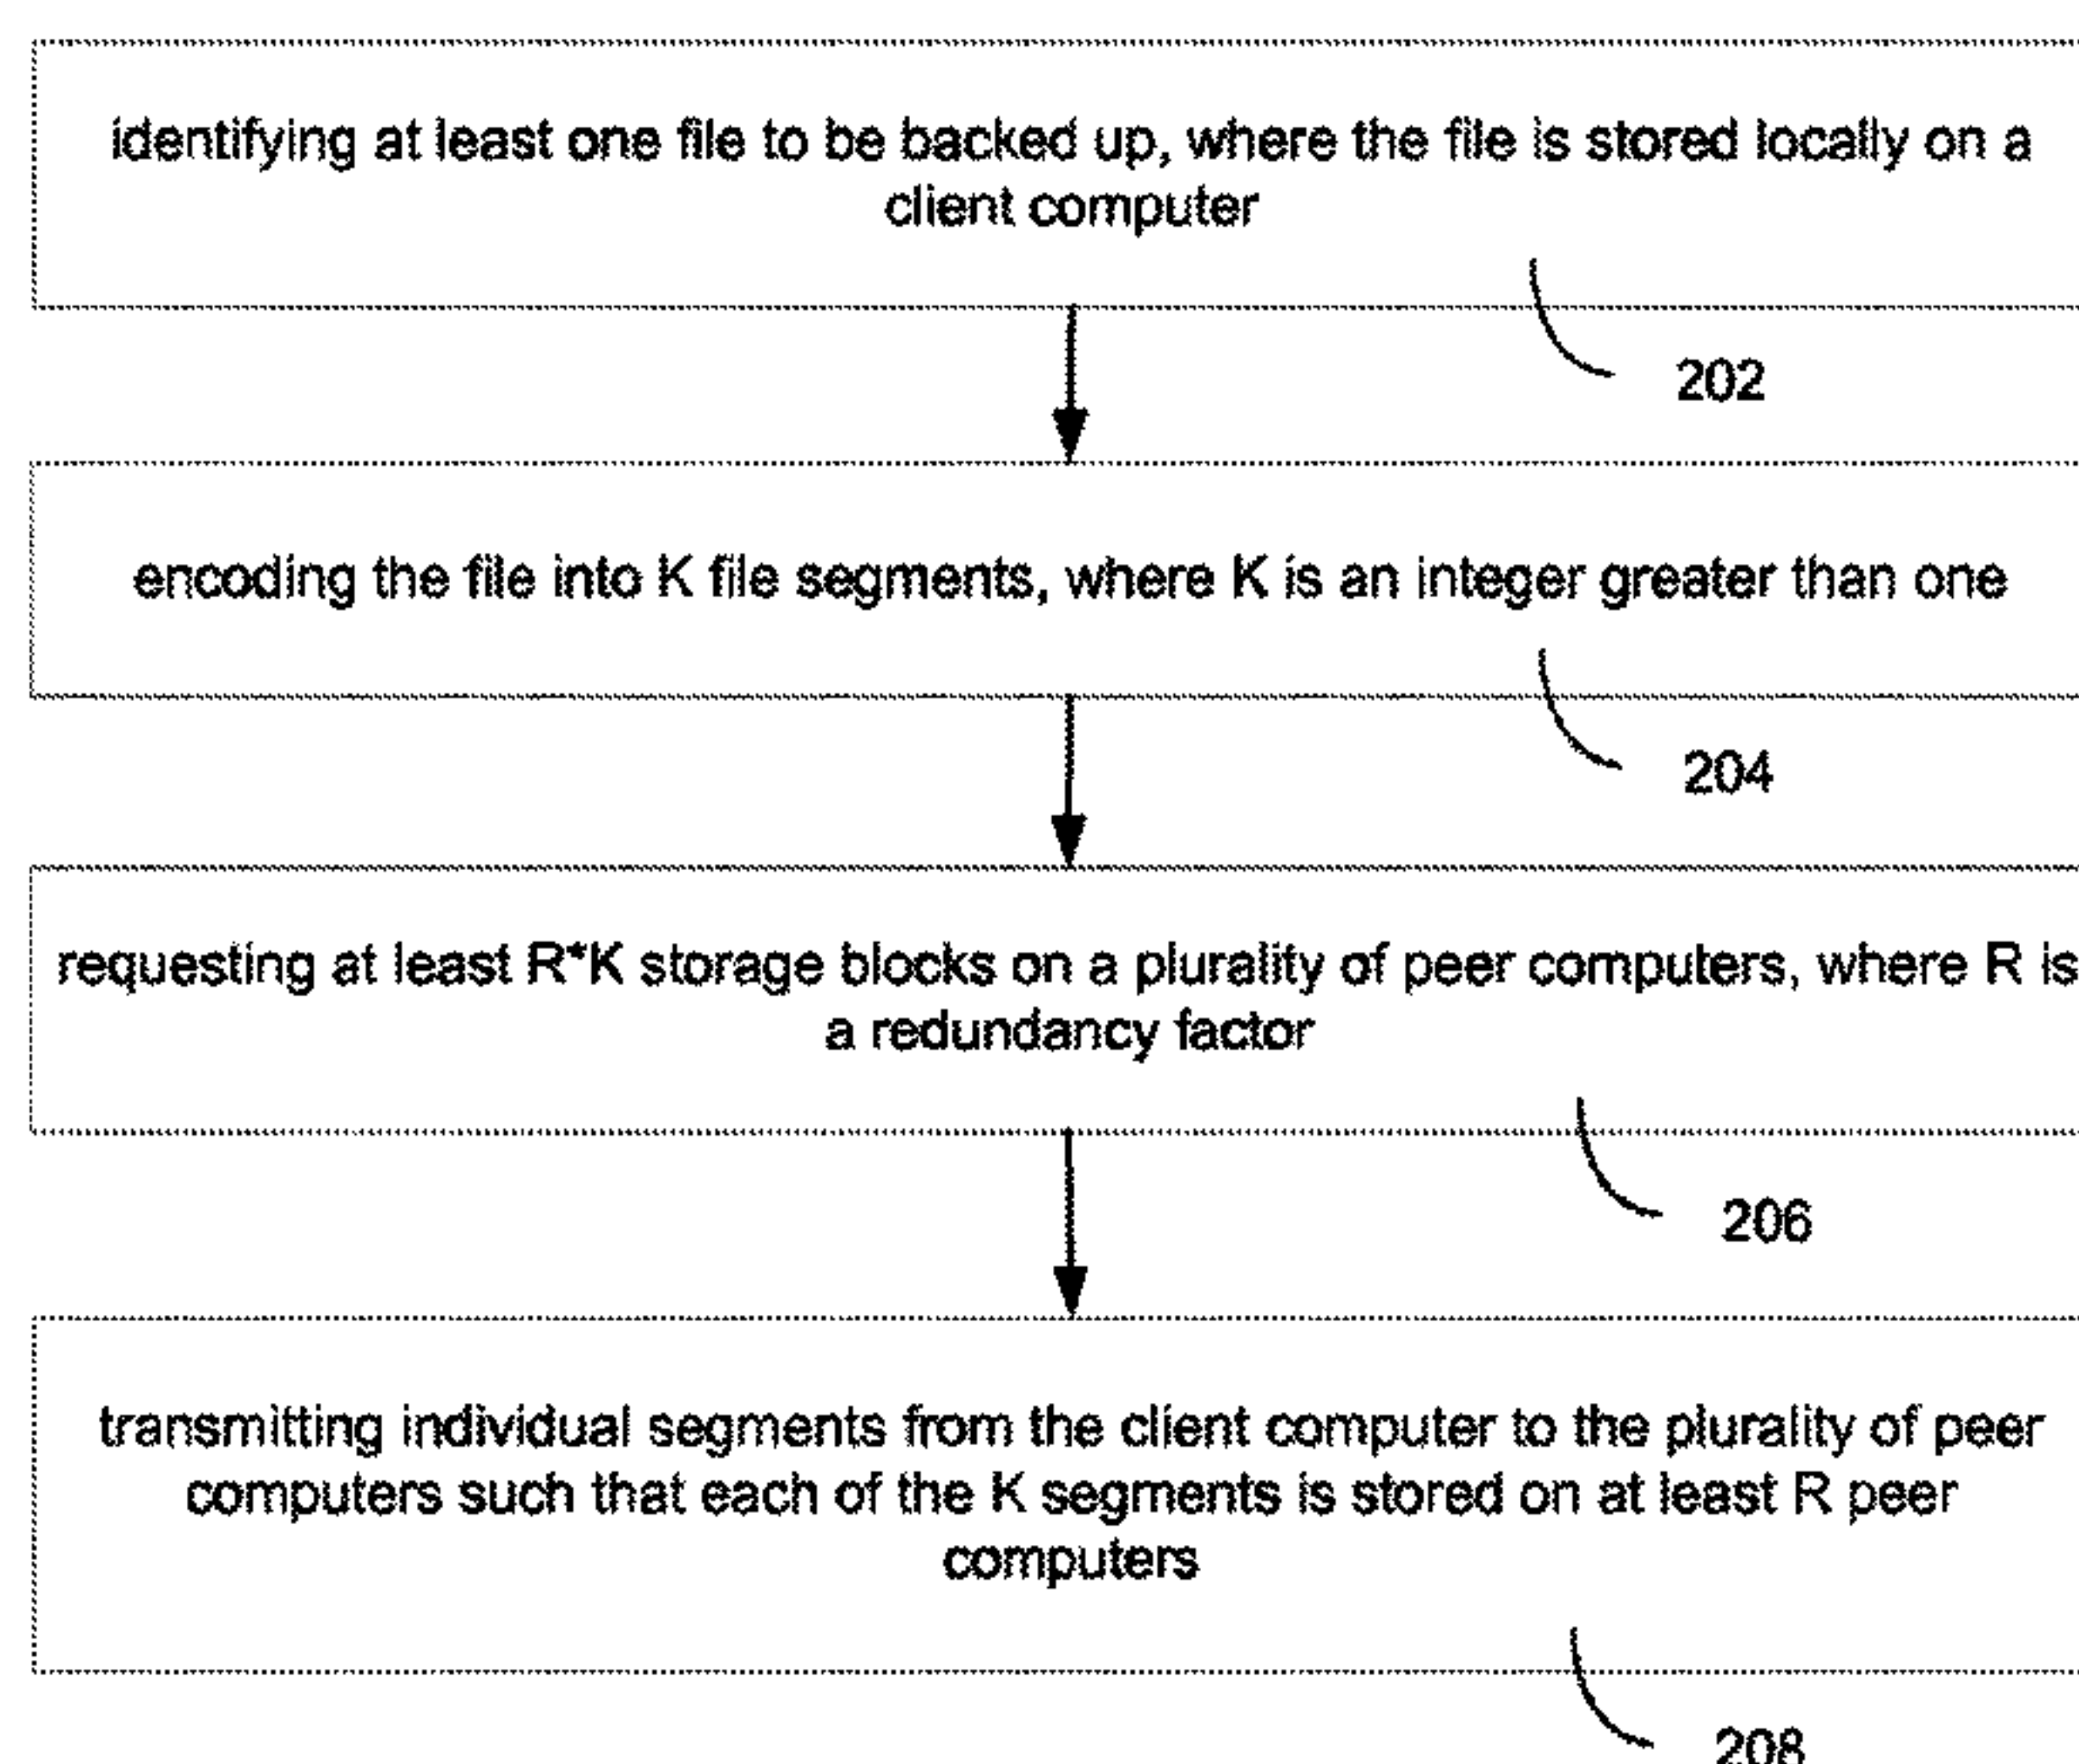 identifying at least one file to be backed up, where the file is stored locally on a
client computer
202
encoding the file into K file segments, where K is an integer greater than one
204
requesting at least R*K storage blocks on a plurality of peer computers, where R is
a redundancy factor
206
transmitting individual segments from the client computer to the plurality of peer
computers such that each of the K segments is stored on at least R peer
computers
208